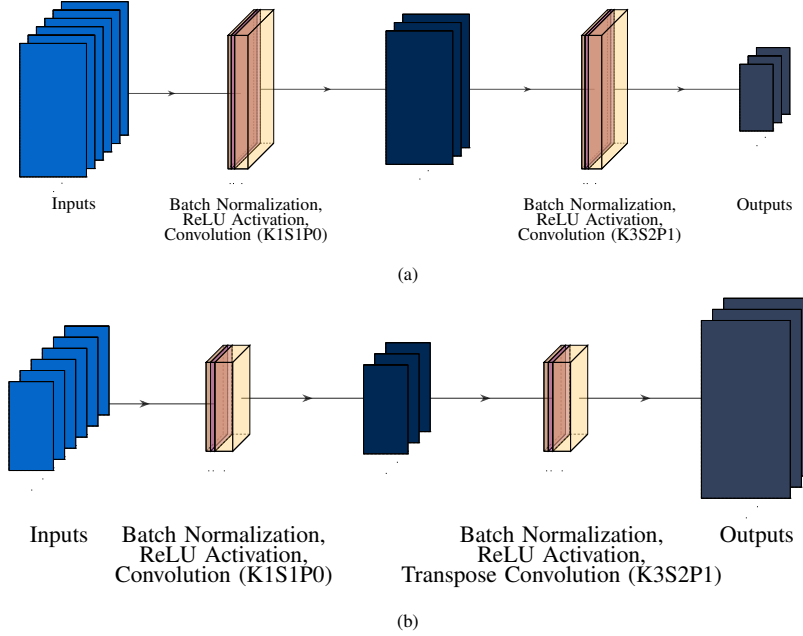 Inputs
Batch Normalization,
ReLU Activation,
Convolution (K1S1P0)
Batch Normalization,
ReLU Activation,
Convolution (K3S2P1)
Outputs
(a)
Inputs
Batch Normalization,
ReLU Activation,
Convolution (K1S1P0)
Batch Normalization,
ReLU Activation,
Transpose Convolution (K3S2P1)
Outputs
(b)